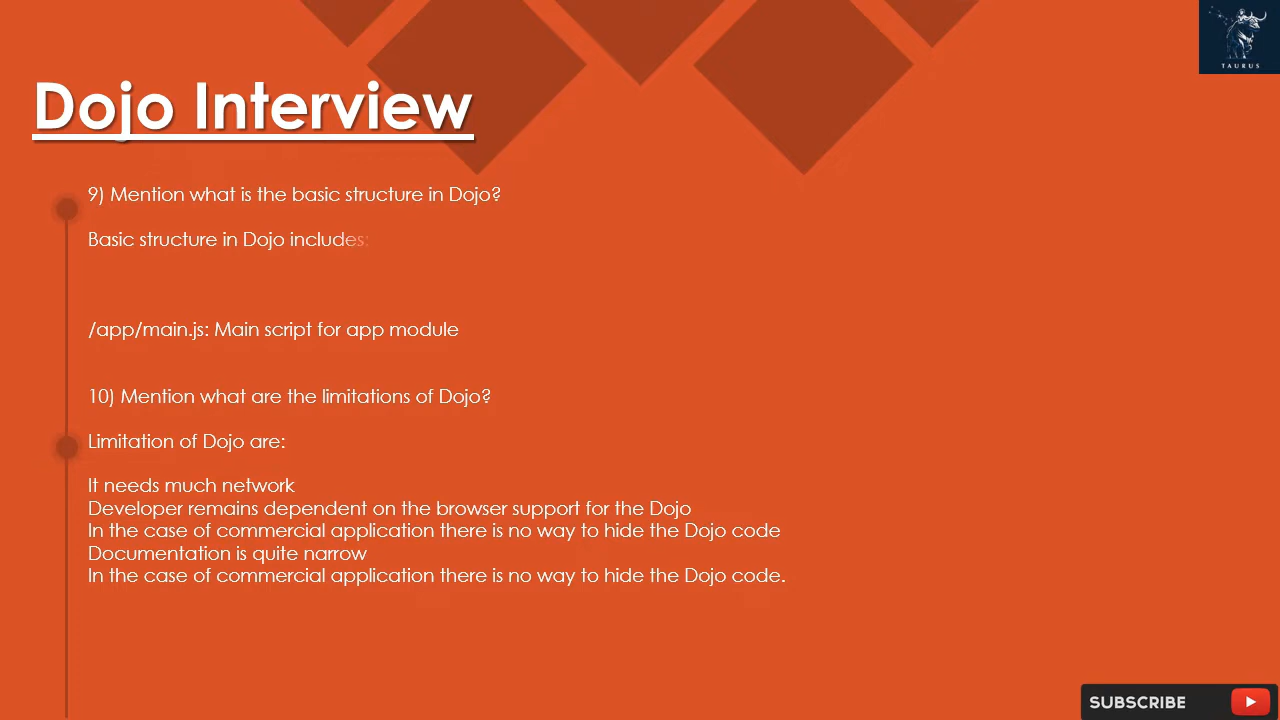 TAURUS
Dojo Interview
9) Mention what is the basic structure in Dojo?
Basic structure in Dojo includes:
/app/main.js: Main script for app module
10) Mention what are the limitations of Dojo?
Limitation of Dojo are:
It needs much network
Developer remains dependent on the browser support for the Dojo
In the case of commercial application there is no way to hide the Dojo code
Documentation is quite narrow
In the case of commercial application there is no way to hide the Dojo code.
SUBSCRIBE